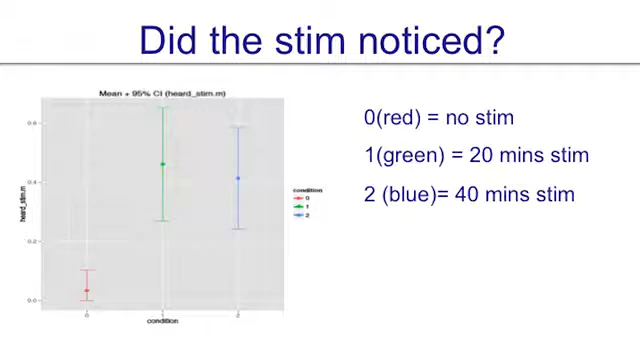 Did the stim noticed?
Mean + 95% CI (heard_stim.m)
0(red) = no stim
1(green) = 20 mins stim
2 (blue)= 40 mins stim
heard_stim.m
0.6
0.4
0.2
0.0
0 1 2
condition
condition
0
1
2